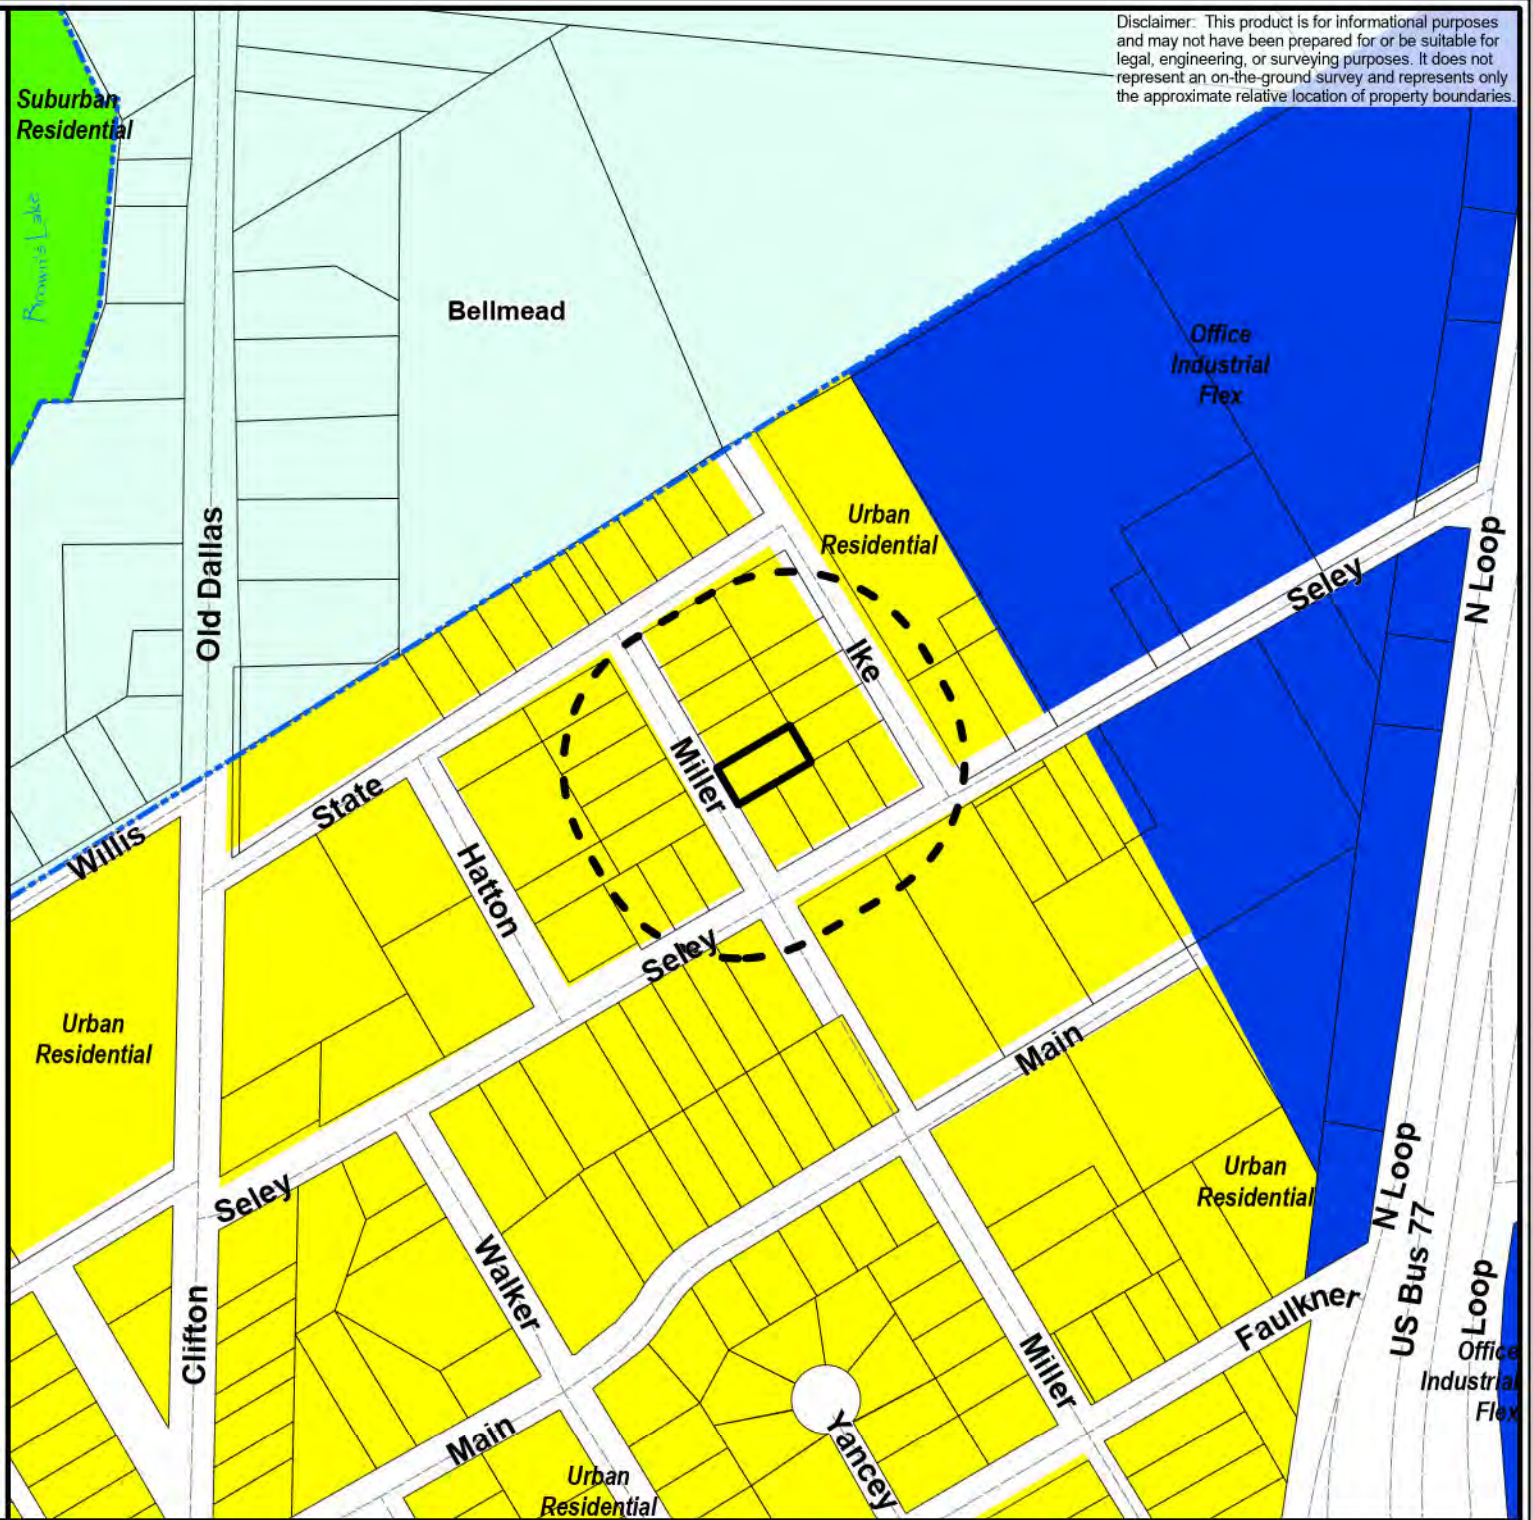 Disclaimer: This product is for informational purposes
and may not have been prepared for or be suitable for
legal, engineering, or surveying purposes. It does not
represent an on-the-ground survey and represents only
the approximate relative location of property boundaries.
Suburban
Residential
Brown's Lake
Bellmead
Office
Industrial
Flex
Old Dallas
Urban
Residential
N Loop
Seley
Ike
Miller
State
Willis
Hatton
Seley
Urban
Residential
Main
Urban
Residential
N Loop
US Bus 77
Seley
Walker
Clifton
Loop
Faulkner
Office
Industrial
Flex
Miller
Main
Yancey
Urban
Residential